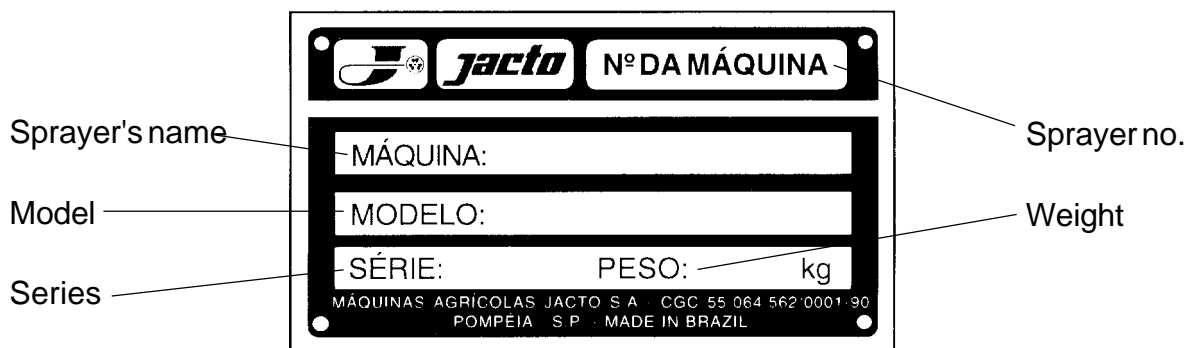 J jacto Nº DA MÁQUINA
Sprayer's name
Sprayer no.
MÁQUINA:
Model
MODELO:
Weight
Series
SÉRIE: PESO: kg
MÁQUINAS AGRÍCOLAS JACTO S.A. - CGC 55 064 562/0001-90
POMPÉIA S.P. - MADE IN BRAZIL